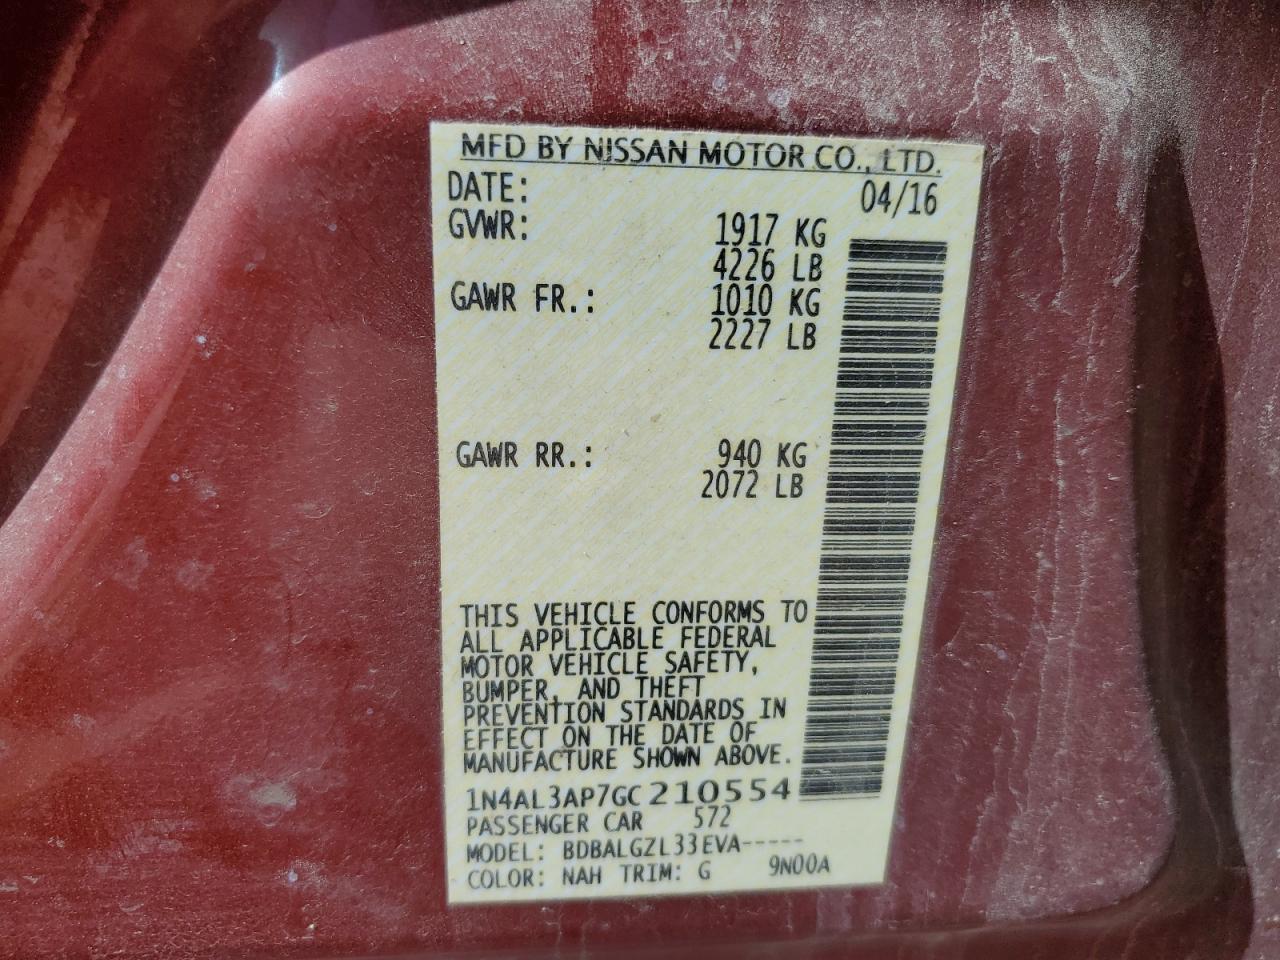 MFD BY NISSAN MOTOR CO., LTD.
DATE: 04/16
GVWR: 1917 KG
4226 LB
GAWR FR.: 1010 KG
2227 LB
GAWR RR.: 940 KG
2072 LB
THIS VEHICLE CONFORMS TO
ALL APPLICABLE FEDERAL
MOTOR VEHICLE SAFETY,
BUMPER, AND THEFT
PREVENTION STANDARDS IN
EFFECT ON THE DATE OF
MANUFACTURE SHOWN ABOVE.
1N4AL3AP7GC210554
PASSENGER CAR 572
MODEL: BDBALGZL33EVA-----
COLOR: NAH TRIM: G 9N00A